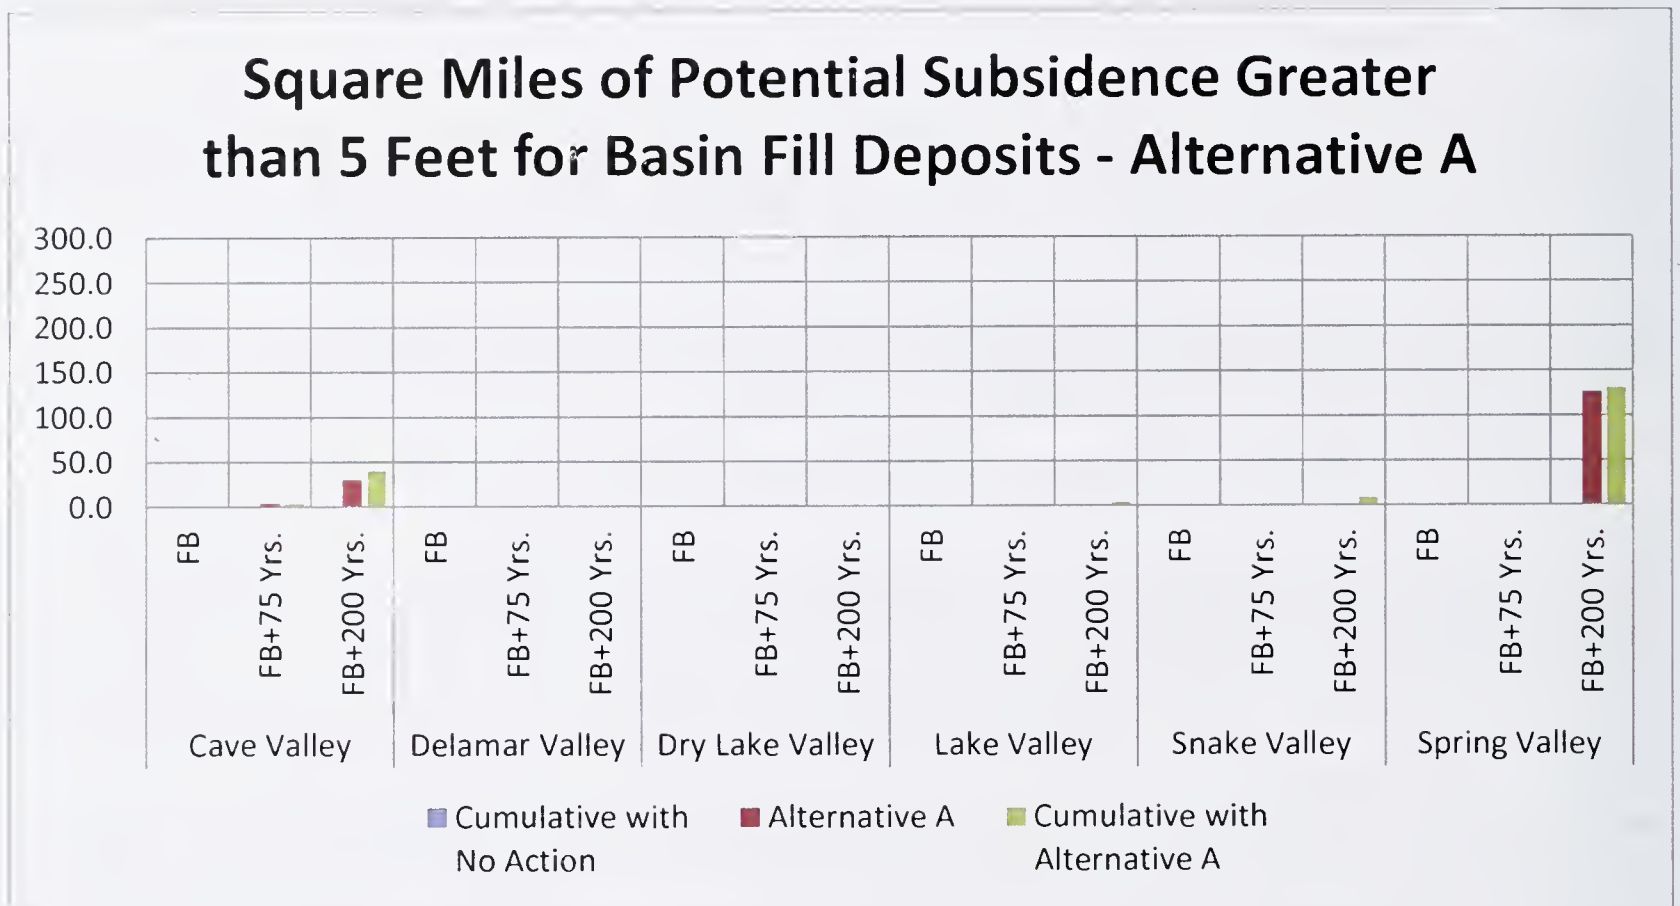 Square Miles of Potential Subsidence Greater
than 5 Feet for Basin Fill Deposits - Alternative A
300.0
250.0
200.0
150.0
100.0
50.0
0.0
FB
FB+75 Yrs.
FB+200 Yrs.
FB
FB+75 Yrs.
FB+200 Yrs.
FB
FB+75 Yrs.
FB+200 Yrs.
FB
FB+75 Yrs.
FB+200 Yrs.
FB
FB+75 Yrs.
FB+200 Yrs.
FB
FB+75 Yrs.
FB+200 Yrs.
Cave Valley
Delamar Valley
Dry Lake Valley
Lake Valley
Snake Valley
Spring Valley
Cumulative with
No Action
Alternative A
Cumulative with
Alternative A